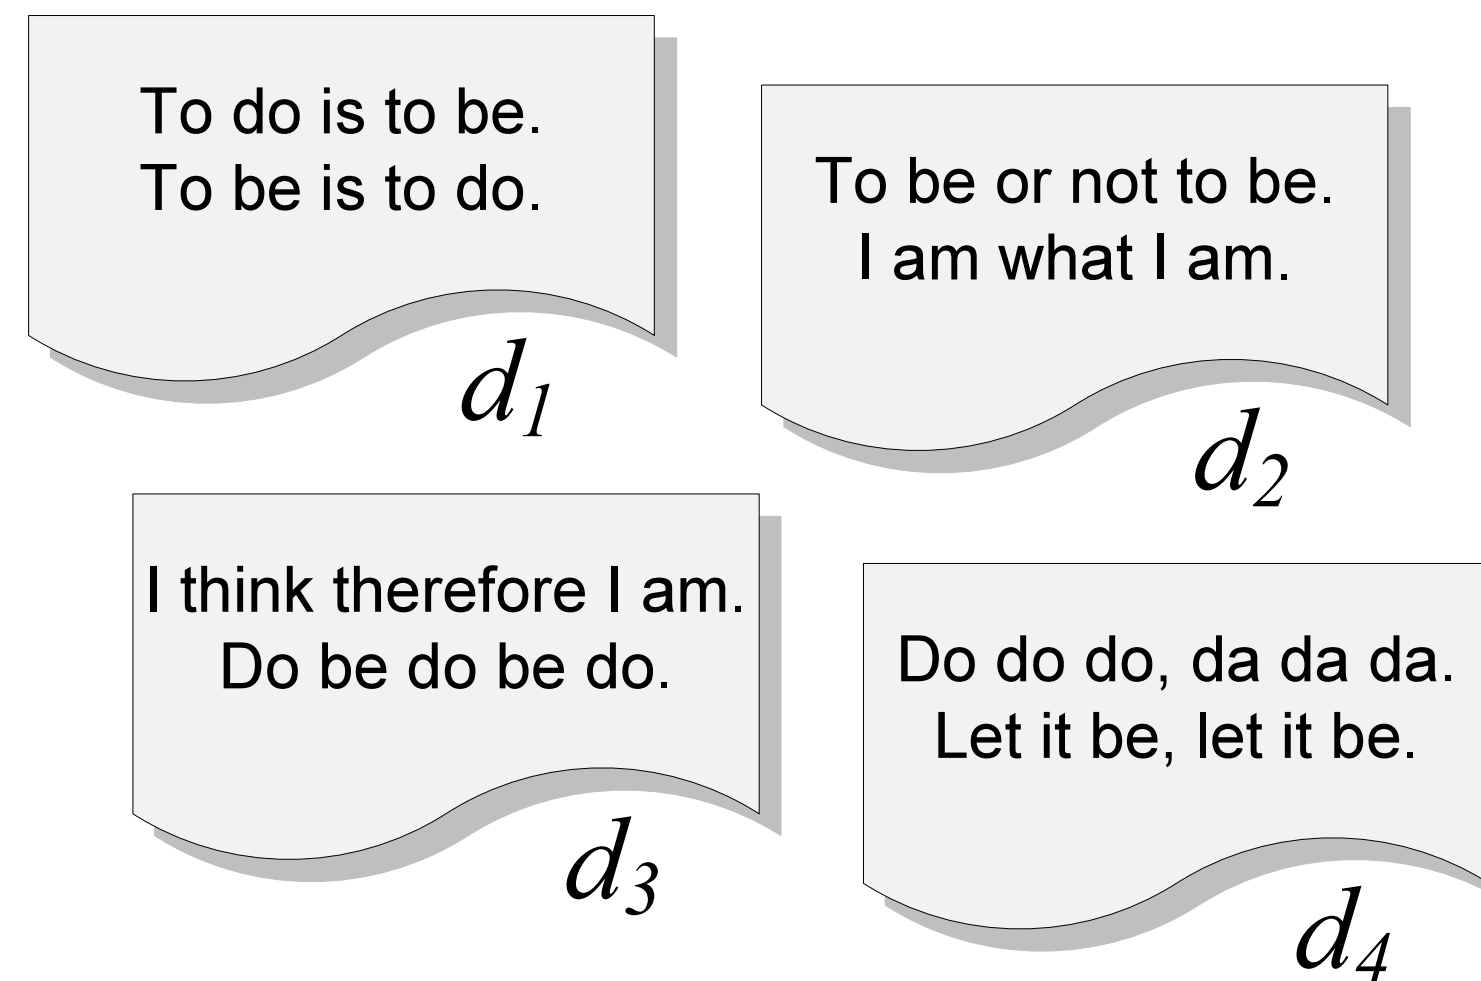 To do is to be.
To be is to do.
d1
To be or not to be.
I am what I am.
d2
I think therefore I am.
Do be do be do.
d3
Do do do, da da da.
Let it be, let it be.
d4